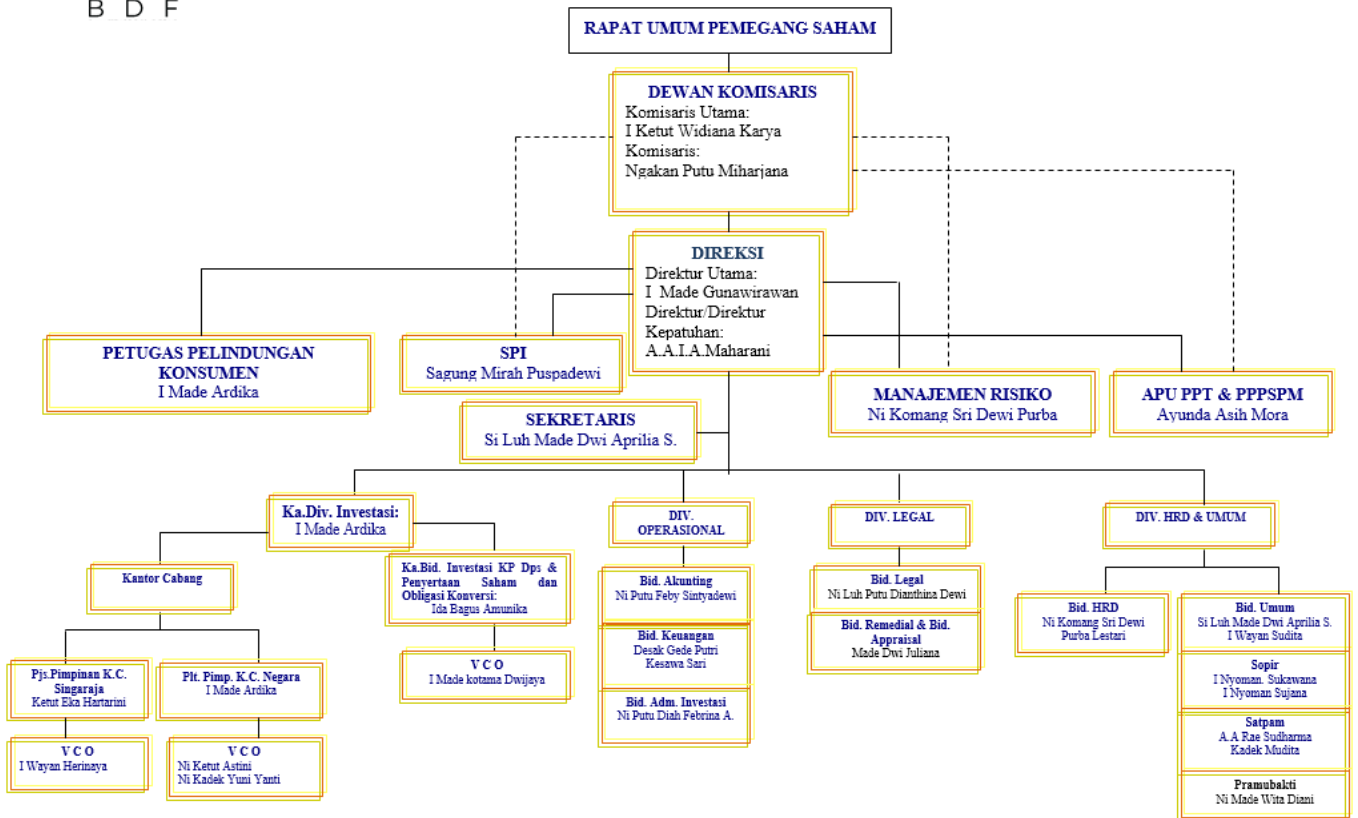 B D F
RAPAT UMUM PEMEGANG SAHAM
DEWAN KOMISARIS
Komisaris Utama:
I Ketut Widiana Karya
Komisaris:
Ngakan Putu Miharjana
DIREKSI
Direktur Utama:
I Made Gunawirawan
Direktur/Direktur
Kepatuhan:
A.A.I.A.Maharani
PETUGAS PELINDUNGAN
KONSUMEN
I Made Ardika
SPI
Sagung Mirah Puspadewi
MANAJEMEN RISIKO
Ni Komang Sri Dewi Purba
APU PPT & PPPSPM
Ayunda Asih Mora
SEKRETARIS
Si Luh Made Dwi Aprilia S.
Ka.Div. Investasi:
I Made Ardika
DIV.
OPERASIONAL
DIV. LEGAL
DIV. HRD & UMUM
Kantor Cabang
Ka.Bid. Investasi KP Dps &
Penyertaan Saham dan
Obligasi Konversi:
Ida Bagus Amunika
V C O
I Made kotama Dwijaya
Pjs.Pimpinan K.C.
Singaraja
Ketut Eka Hartarini
Plt. Pimp. K.C. Negara
I Made Ardika
V C O
I Wayan Herinaya
V C O
Ni Ketut Astini
Ni Kadek Yuni Yanti
Bid. Akunting
Ni Putu Feby Sintyadewi
Bid. Keuangan
Desak Gede Putri
Kesawa Sari
Bid. Adm. Investasi
Ni Putu Diah Febrina A.
Bid. Legal
Ni Luh Putu Dianthina Dewi
Bid. Remedial & Bid.
Appraisal
Made Dwi Juliana
Bid. HRD
Ni Komang Sri Dewi
Purba Lestari
Bid. Umum
Si Luh Made Dwi Aprilia S.
I Wayan Sudita
Sopir
I Nyoman. Sukawana
I Nyoman Sujana
Satpam
A.A Rae Sudharma
Kadek Mudita
Pramubakti
Ni Made Wita Diani